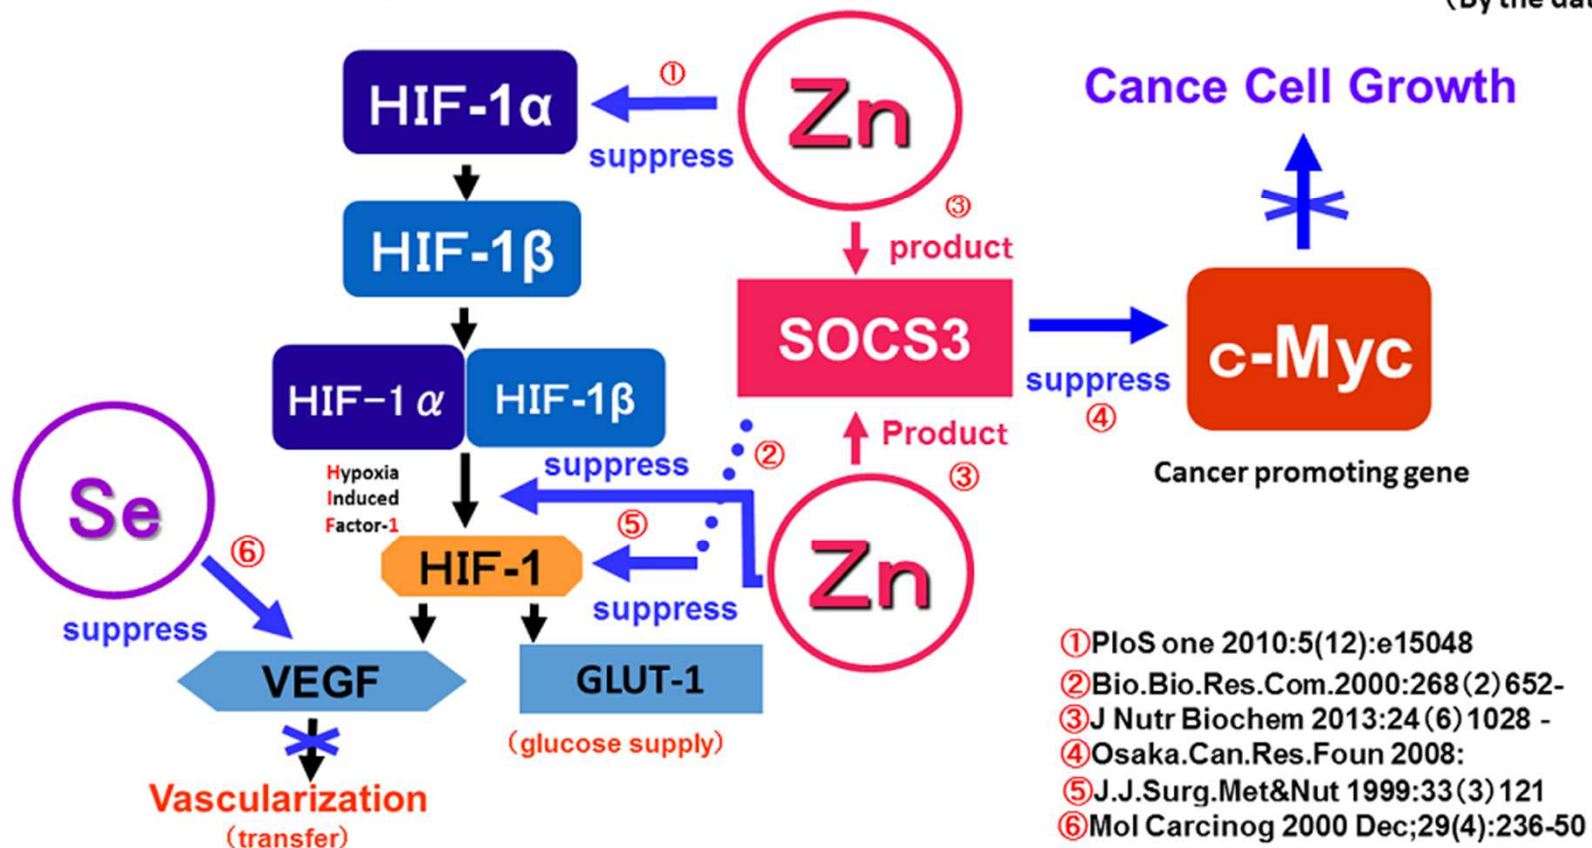 (By the dat
HIF-1α
①
suppress
Zn
Cance Cell Growth
③
product
HIF-1β
SOCS3
suppress
④
c-Myc
Cancer promoting gene
HIF-1α
HIF-1β
suppress
②
Product
③
Hypoxia
Induced
Factor-1
⑤
HIF-1
suppress
Zn
Se
⑥
suppress
VEGF
GLUT-1
(glucose supply)
Vascularization
(transfer)
①PloS one 2010:5(12):e15048
②Bio.Bio.Res.Com.2000:268(2)652-
③J Nutr Biochem 2013:24(6)1028 -
④Osaka.Can.Res.Foun 2008:
⑤J.J.Surg.Met&Nut 1999:33(3)121
⑥Mol Carcinog 2000 Dec;29(4):236-50